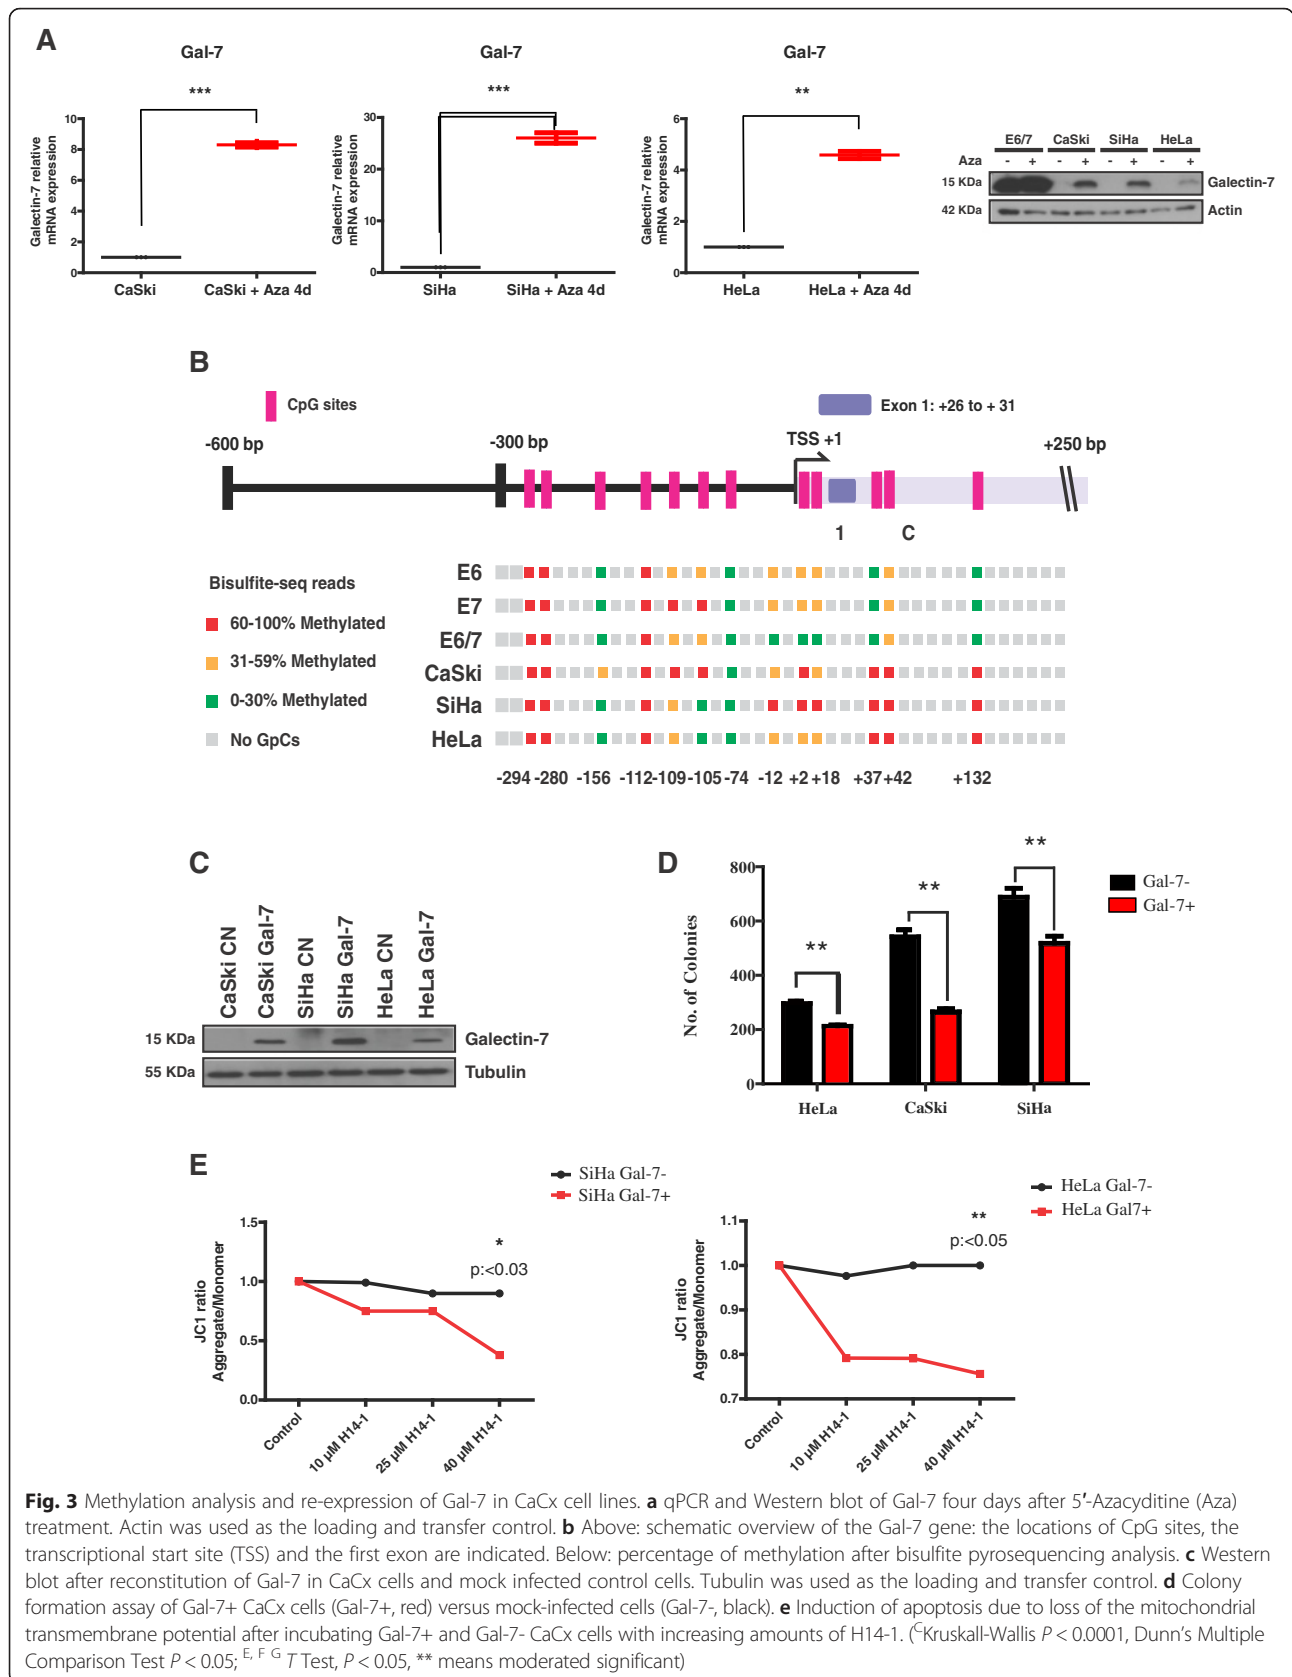 A
Gal-7
***
Galectin-7 relative
mRNA expression
10
8
6
4
2
0
CaSki
CaSki + Aza 4d
Gal-7
***
Galectin-7 relative
mRNA expression
30
20
10
0
SiHa
SiHa + Aza 4d
Gal-7
**
Galectin-7 relative
mRNA expression
6
4
2
0
HeLa
HeLa + Aza 4d
E6/7 CaSki SiHa HeLa
Aza - + - + - + - +
15 KDa Galectin-7
42 KDa Actin
B
CpG sites
Exon 1: +26 to + 31
-600 bp
-300 bp
TSS +1
+250 bp
1
C
Bisulfite-seq reads
60-100% Methylated
31-59% Methylated
0-30% Methylated
No GpCs
E6
E7
E6/7
CaSki
SiHa
HeLa
-294 -280 -156 -112 -109 -105 -74 -12 +2 +18 +37 +42 +132
C
CaSki CN
CaSki Gal-7
SiHa CN
SiHa Gal-7
HeLa CN
HeLa Gal-7
15 KDa Galectin-7
55 KDa Tubulin
D
No. of Colonies
800
600
400
200
0
**
**
**
HeLa
CaSki
SiHa
Gal-7-
Gal-7+
E
SiHa Gal-7-
SiHa Gal-7+
JC1 ratio
Aggregate/Monomer
1.5
1.0
0.5
0.0
*
p:<0.03
Control
10 µM H14-1
25 µM H14-1
40 µM H14-1
HeLa Gal-7-
HeLa Gal7+
JC1 ratio
Aggregate/Monomer
1.1
1.0
0.9
0.8
0.7
**
p:<0.05
Control
10 µM H14-1
25 µM H14-1
40 µM H14-1
Fig. 3 Methylation analysis and re-expression of Gal-7 in CaCx cell lines. a qPCR and Western blot of Gal-7 four days after 5′-Azacyditine (Aza)
treatment. Actin was used as the loading and transfer control. b Above: schematic overview of the Gal-7 gene: the locations of CpG sites, the
transcriptional start site (TSS) and the first exon are indicated. Below: percentage of methylation after bisulfite pyrosequencing analysis. c Western
blot after reconstitution of Gal-7 in CaCx cells and mock infected control cells. Tubulin was used as the loading and transfer control. d Colony
formation assay of Gal-7+ CaCx cells (Gal-7+, red) versus mock-infected cells (Gal-7-, black). e Induction of apoptosis due to loss of the mitochondrial
transmembrane potential after incubating Gal-7+ and Gal-7- CaCx cells with increasing amounts of H14-1. (CKruskall-Wallis P < 0.0001, Dunn's Multiple
Comparison Test P < 0.05; E, F G T Test, P < 0.05, ** means moderated significant)